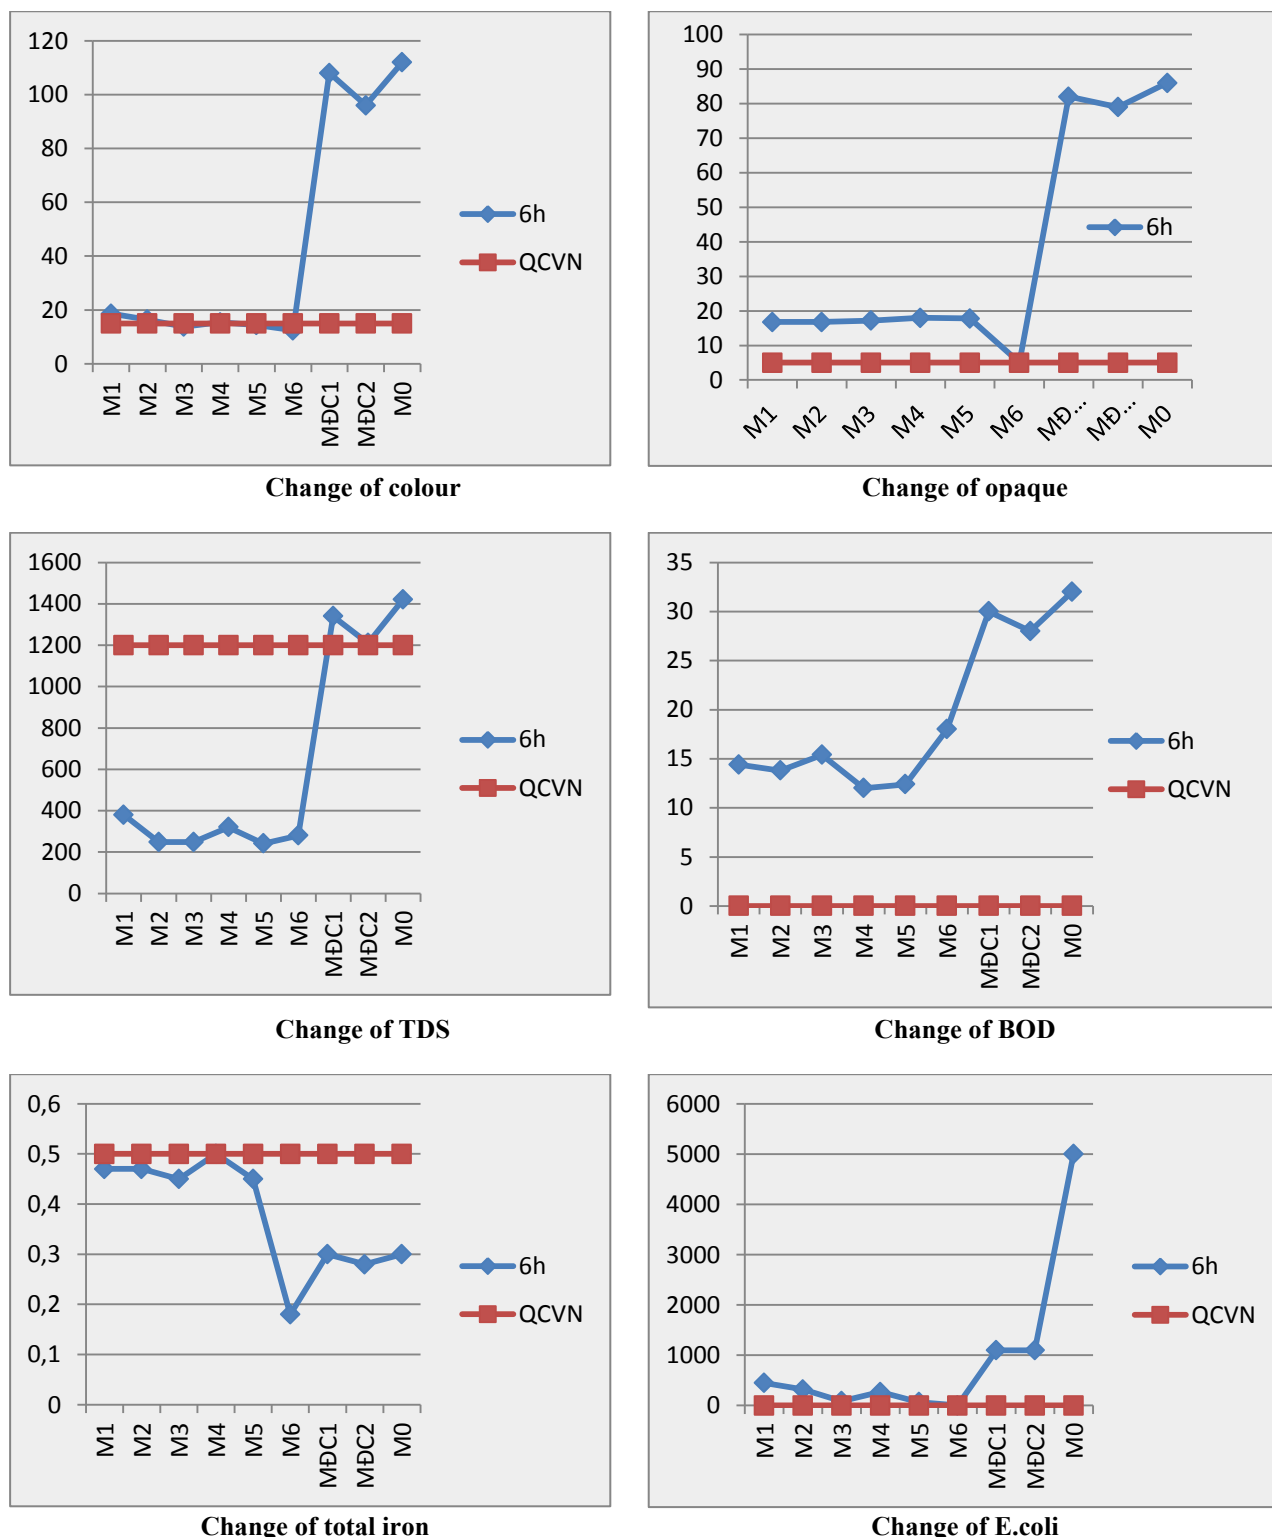 120
100
80
60
40
20
0
M1 M2 M3 M4 M5 M6 MĐC1 MĐC2 M0
6h
QCVN
Change of colour
100
90
80
70
60
50
40
30
20
10
0
M1 M2 M3 M4 M5 M6 MĐ... MĐ... M0
6h
Change of opaque
1600
1400
1200
1000
800
600
400
200
0
M1 M2 M3 M4 M5 M6 MĐC1 MĐC2 M0
6h
QCVN
Change of TDS
35
30
25
20
15
10
5
0
M1 M2 M3 M4 M5 M6 MĐC1 MĐC2 M0
6h
QCVN
Change of BOD
0,6
0,5
0,4
0,3
0,2
0,1
0
M1 M2 M3 M4 M5 M6 MĐC1 MĐC2 M0
6h
QCVN
Change of total iron
6000
5000
4000
3000
2000
1000
0
M1 M2 M3 M4 M5 M6 MĐC1 MĐC2 M0
6h
QCVN
Change of E.coli